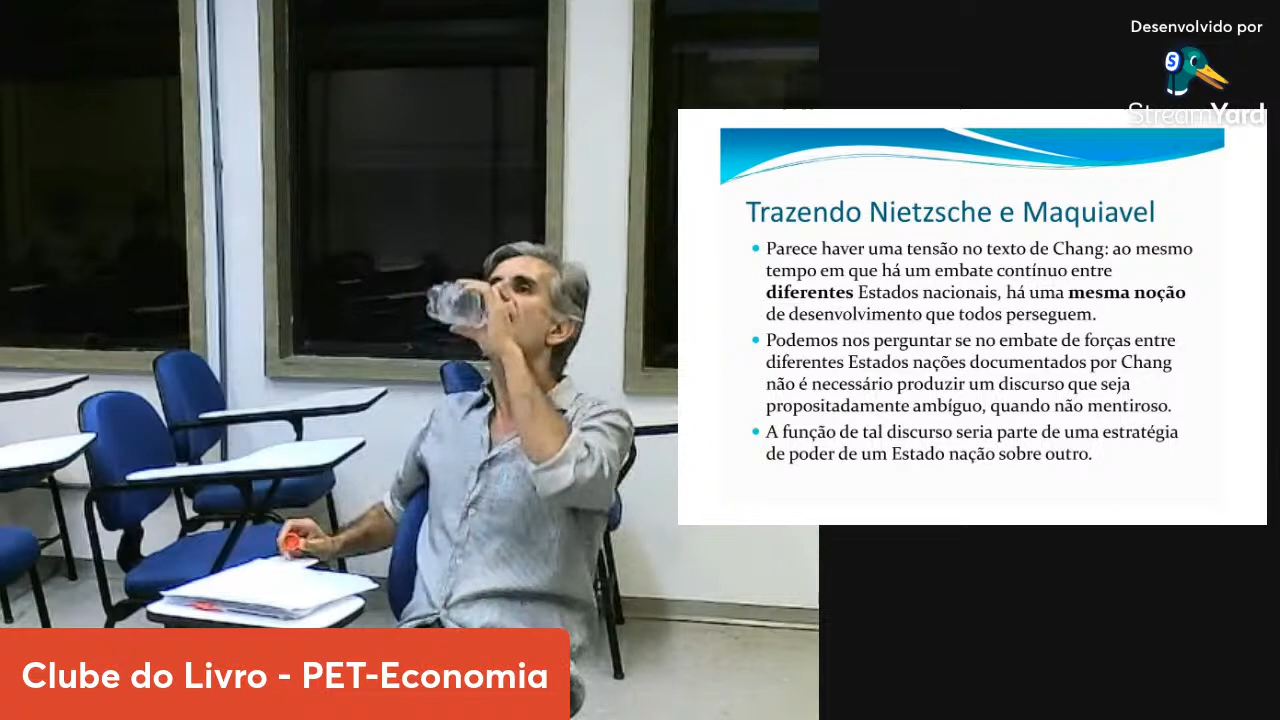 Desenvolvido por
StreamYard
Trazendo Nietzsche e Maquiavel
Parece haver uma tensão no texto de Chang: ao mesmo
tempo em que há um embate contínuo entre
diferentes Estados nacionais, há uma mesma noção
de desenvolvimento que todos perseguem.
Podemos nos perguntar se no embate de forças entre
diferentes Estados nações documentados por Chang
não é necessário produzir um discurso que seja
propositadamente ambíguo, quando não mentiroso.
A função de tal discurso seria parte de uma estratégia
de poder de um Estado nação sobre outro.
Clube do Livro - PET-Economia